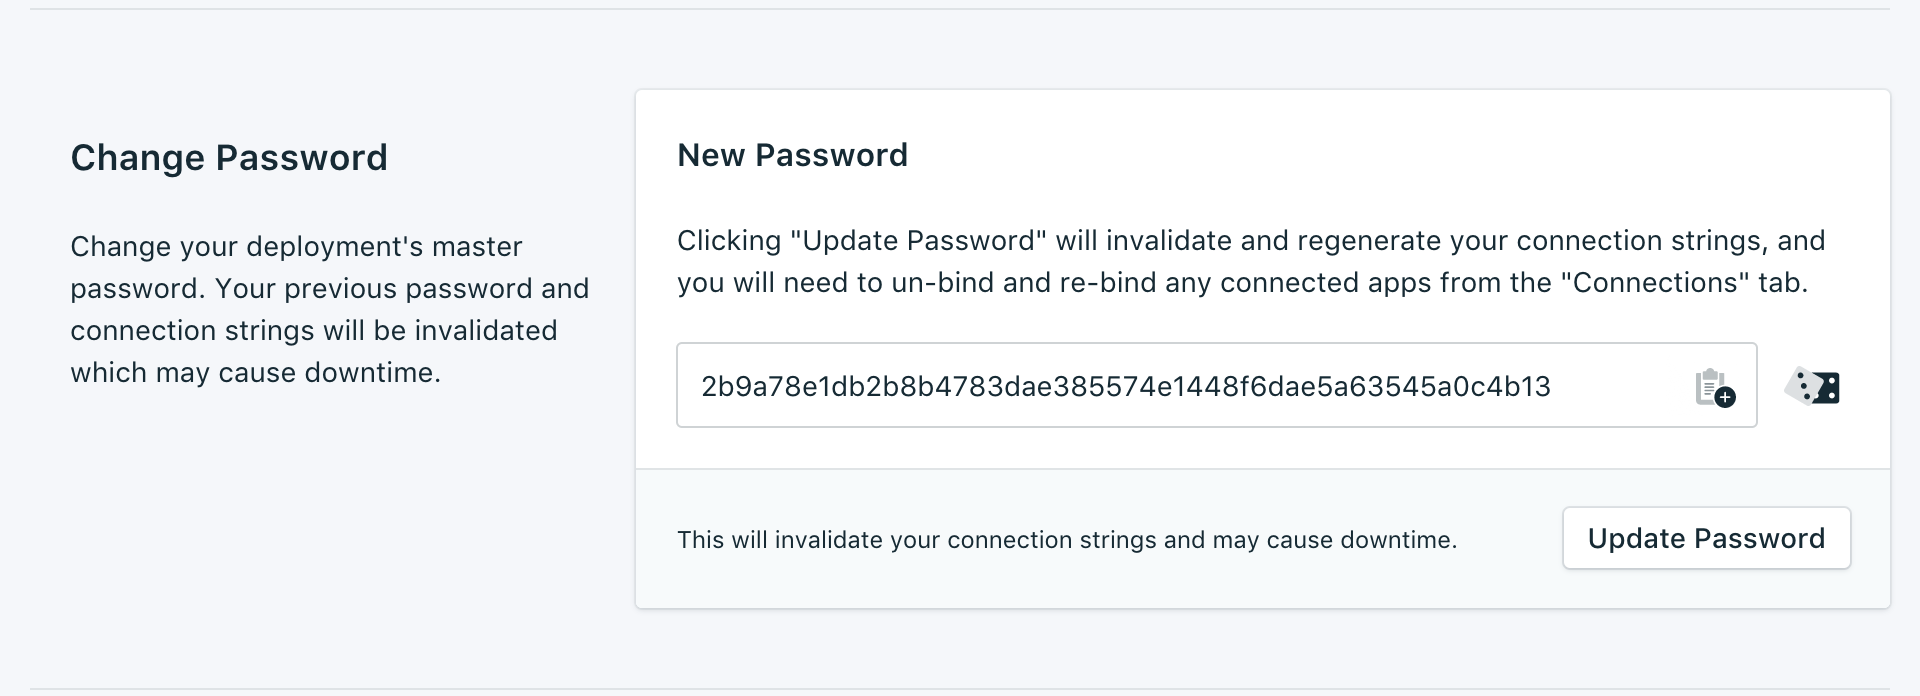 Change Password
Change your deployment's master
password. Your previous password and
connection strings will be invalidated
which may cause downtime.
New Password
Clicking "Update Password" will invalidate and regenerate your connection strings, and
you will need to un-bind and re-bind any connected apps from the "Connections" tab.
2b9a78e1db2b8b4783dae385574e1448f6dae5a63545a0c4b13
This will invalidate your connection strings and may cause downtime.
Update Password